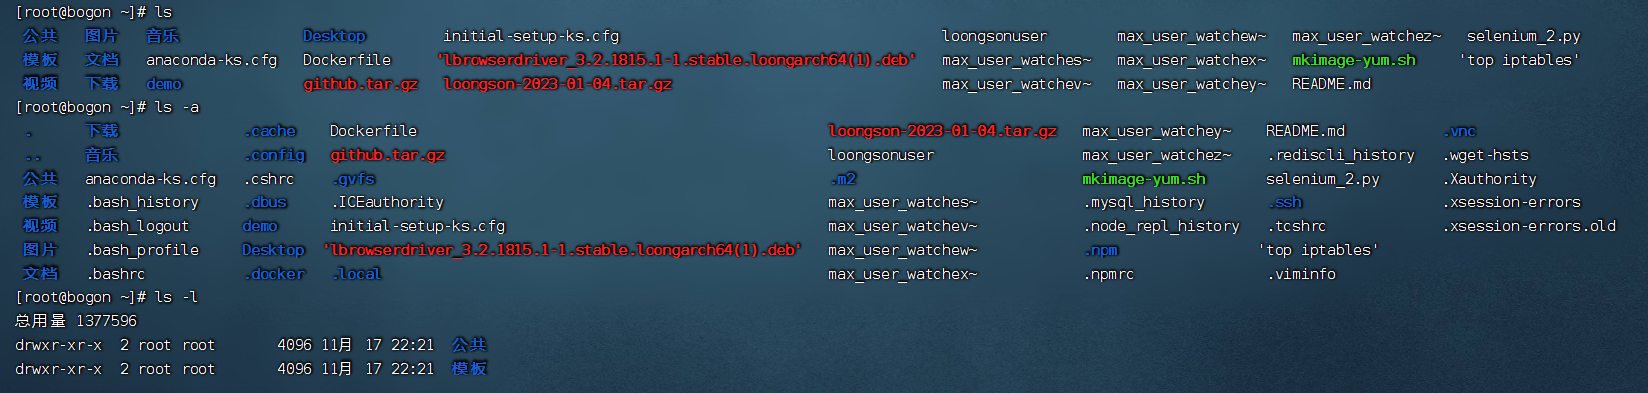 [root@bogon ~]# ls
公共 图片 音乐 Desktop initial-setup-ks.cfg loongsonuser max_user_watchew~ max_user_watchez~ selenium_2.py
模板 文档 anaconda-ks.cfg Dockerfile 'lbrowserdriver_3.2.1815.1-1.stable.loongarch64(1).deb' max_user_watches~ max_user_watchex~ mkimage-yum.sh 'top iptables'
视频 下载 demo github.tar.gz loongson-2023-01-04.tar.gz max_user_watchev~ max_user_watchey~ README.md
[root@bogon ~]# ls -a
. 下载 .cache Dockerfile loongson-2023-01-04.tar.gz max_user_watchey~ README.md .vnc
.. 音乐 .config github.tar.gz loongsonuser max_user_watchez~ .rediscli_history .wget-hsts
公共 anaconda-ks.cfg .cshrc .gvfs .m2 mkimage-yum.sh selenium_2.py .Xauthority
模板 .bash_history .dbus .ICEauthority max_user_watches~ .mysql_history .ssh .xsession-errors
视频 .bash_logout demo initial-setup-ks.cfg max_user_watchev~ .node_repl_history .tcshrc .xsession-errors.old
图片 .bash_profile Desktop 'lbrowserdriver_3.2.1815.1-1.stable.loongarch64(1).deb' max_user_watchew~ .npm 'top iptables'
文档 .bashrc .docker .local max_user_watchex~ .npmrc .viminfo
[root@bogon ~]# ls -l
总用量 1377596
drwxr-xr-x 2 root root 4096 11月 17 22:21 公共
drwxr-xr-x 2 root root 4096 11月 17 22:21 模板